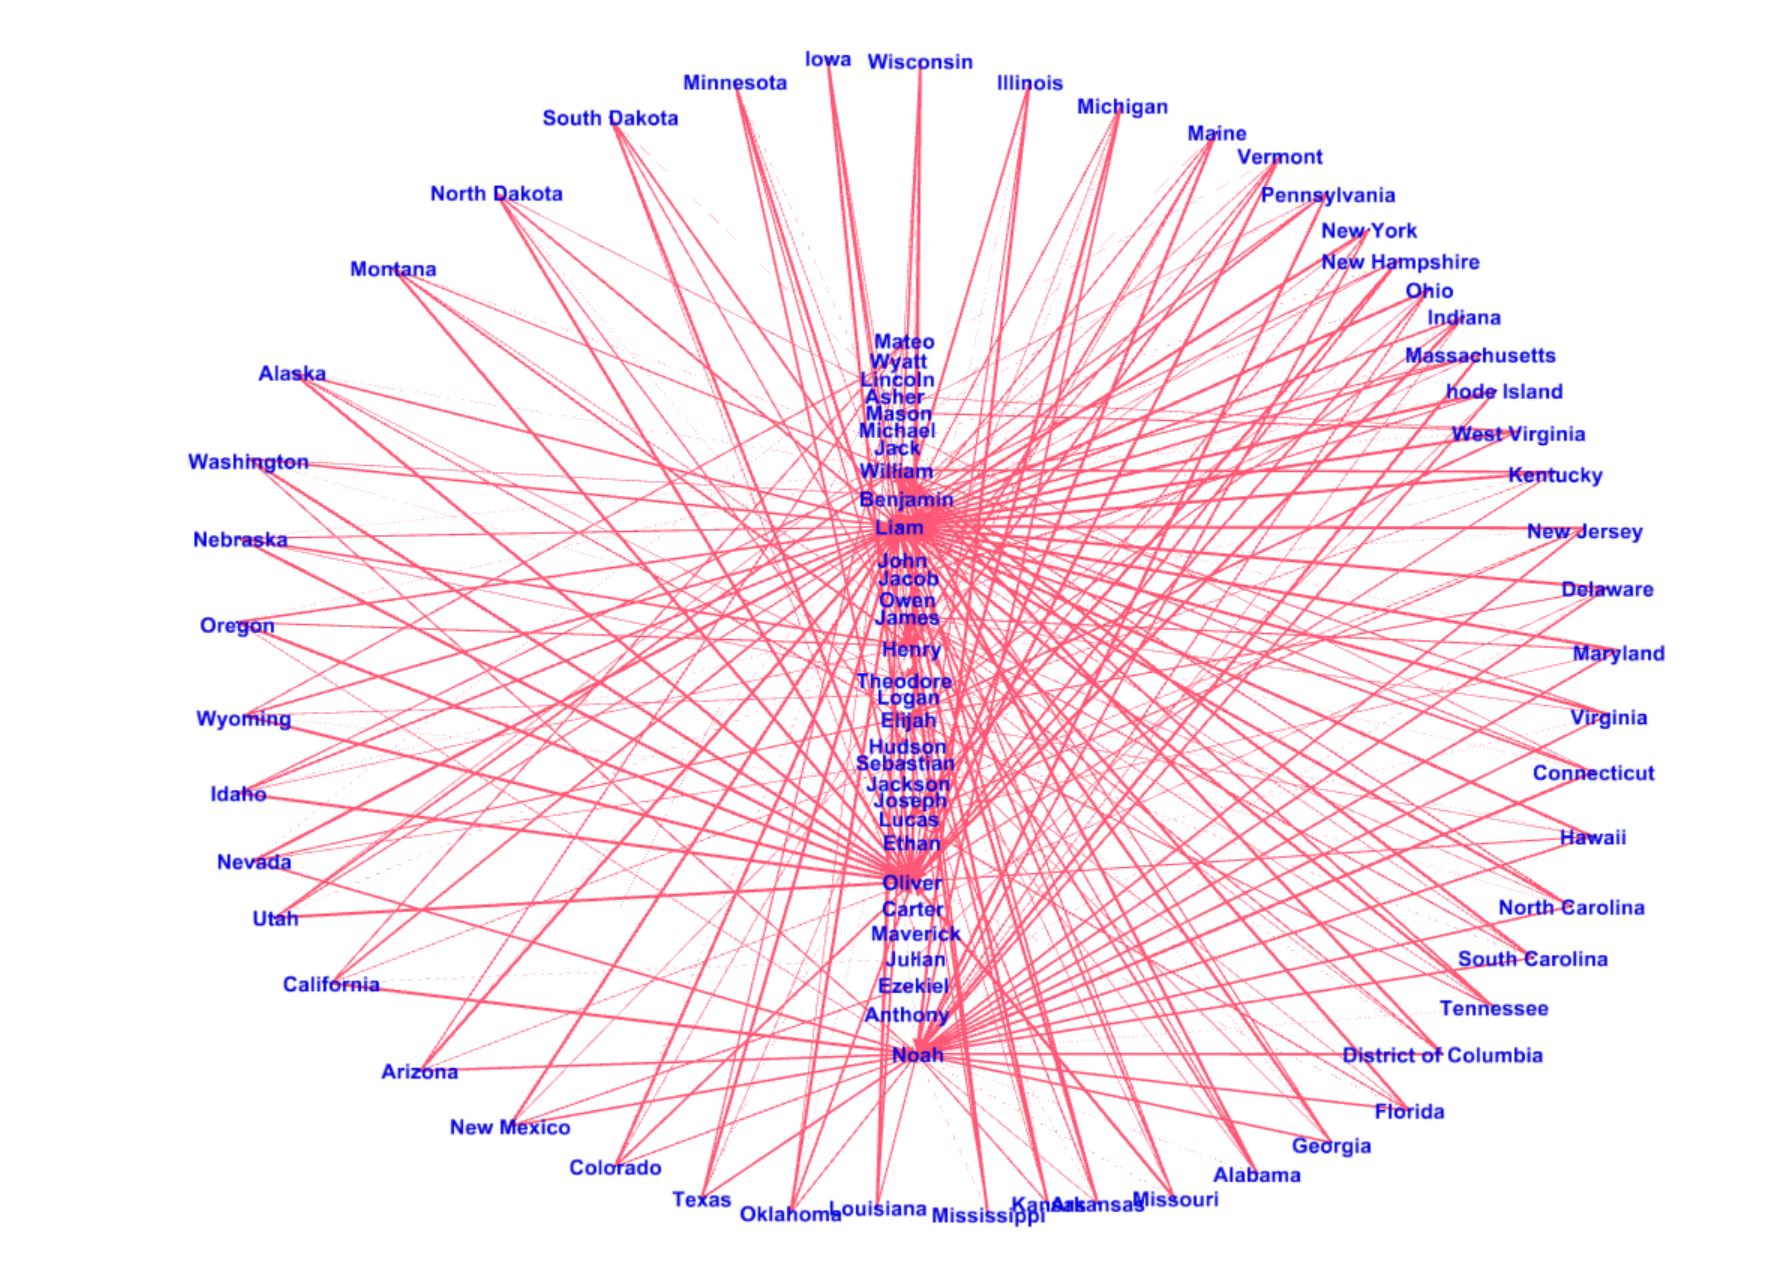 Iowa
Wisconsin
Minnesota
Illinois
Michigan
South Dakota
Maine
Vermont
North Dakota
Pennsylvania
New York
New Hampshire
Montana
Ohio
Indiana
Mateo
Massachusetts
Wyatt
Alaska
Lincoln
hode Island
Asher
Mason
Michael
West Virginia
Jack
Washington
William
Kentucky
Benjamin
Liam
New Jersey
Nebraska
John
Jacob
Delaware
Owen
James
Oregon
Henry
Maryland
Theodore
Logan
Wyoming
Elijah
Virginia
Hudson
Sebastian
Connecticut
Jackson
Idaho
Joseph
Lucas
Hawaii
Ethan
Nevada
Oliver
Carter
North Carolina
Utah
Maverick
Julian
South Carolina
California
Ezekiel
Tennessee
Anthony
Noah
District of Columbia
Arizona
Florida
New Mexico
Georgia
Colorado
Alabama
Texas
Missouri
Kansas
Arkansas
Louisiana
Oklahoma
Mississippi